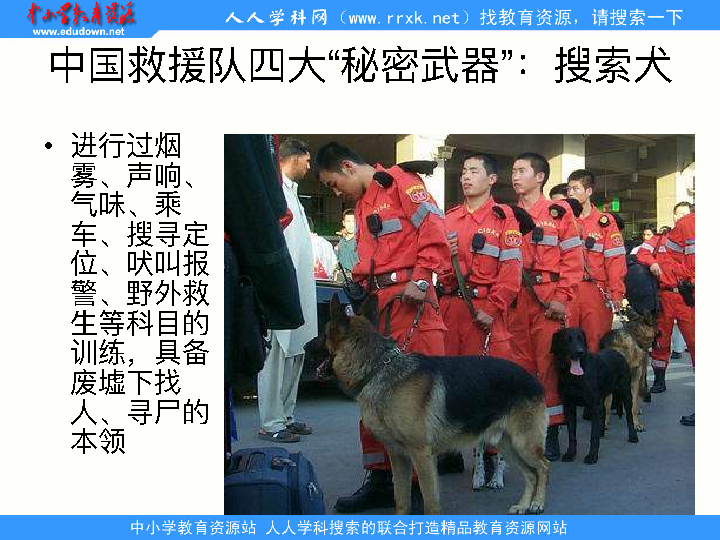 中小学教育资源
www.edudown.net
人人学科网（www.rrxk.net）找教育资源，请搜索一下
中国救援队四大“秘密武器”：搜索犬
• 进行过烟
雾、声响、
气味、乘
车、搜寻定
位、吠叫报
警、野外救
生等科目的
训练，具备
废墟下找
人、寻尸的
本领
中小学教育资源站 人人学科搜索的联合打造精品教育资源网站